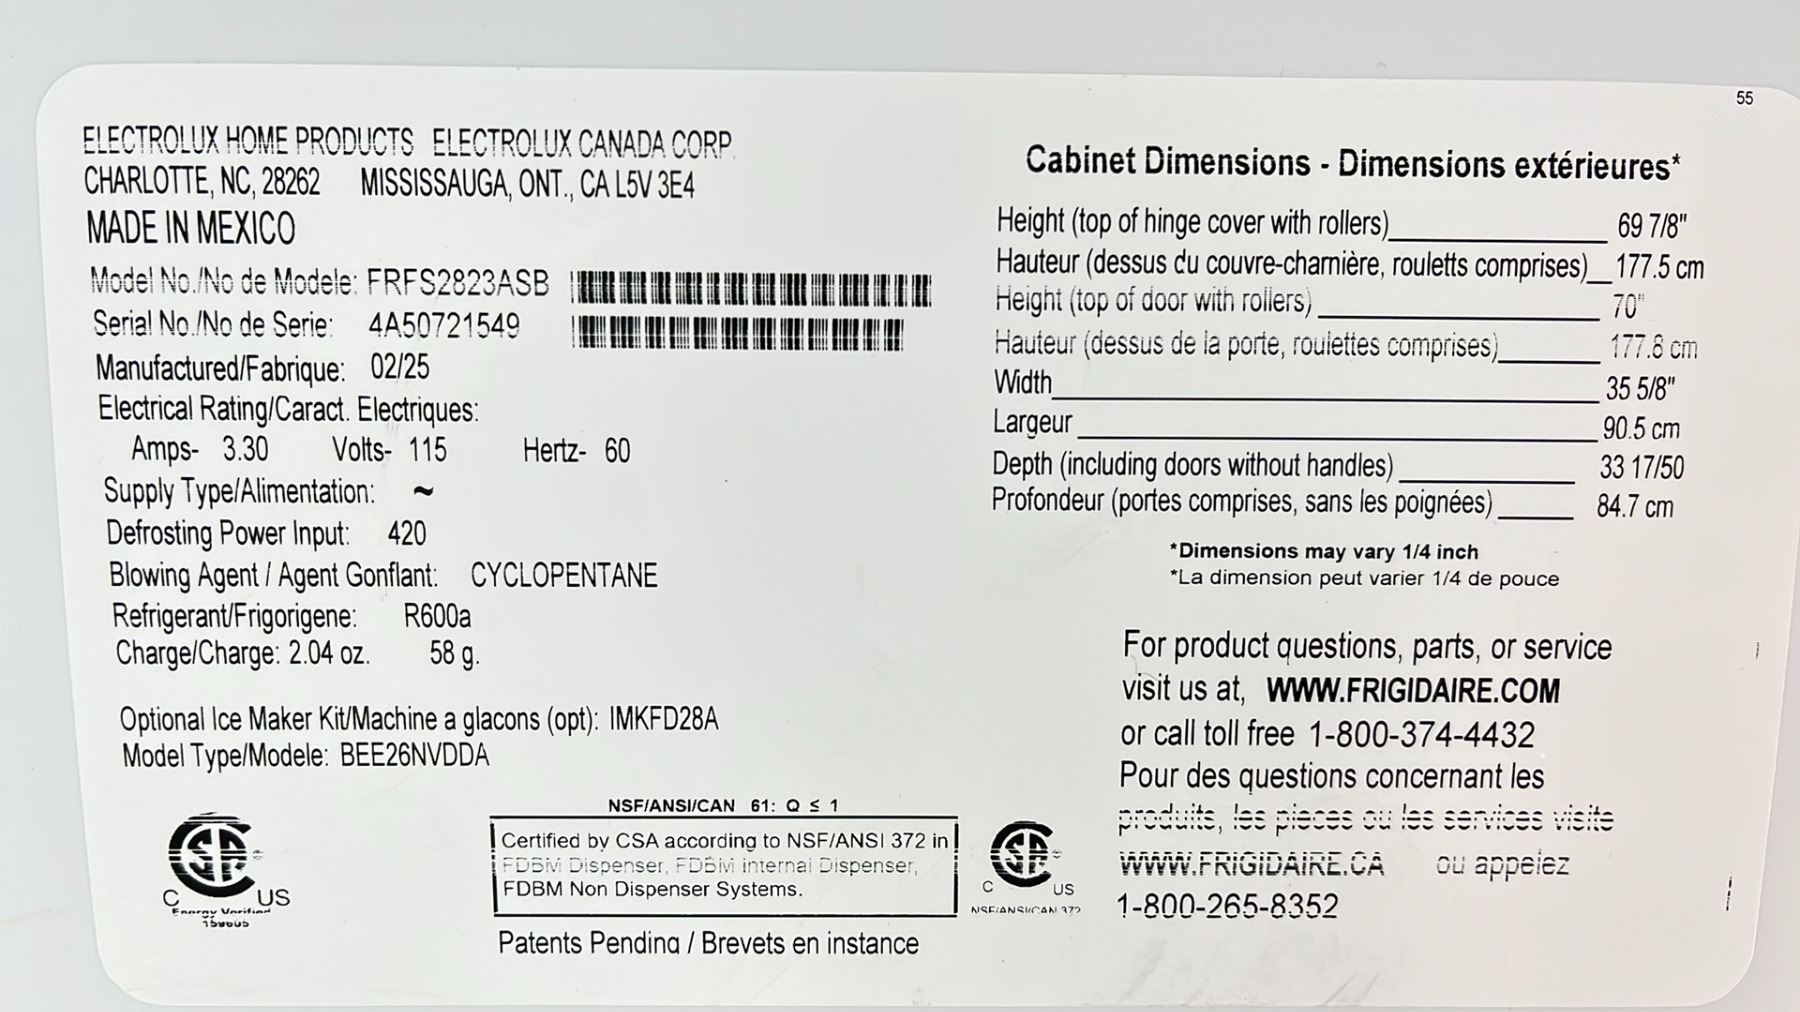 55
ELECTROLUX HOME PRODUCTS ELECTROLUX CANADA CORP.
CHARLOTTE, NC, 28262 MISSISSAUGA, ONT., CA L5V 3E4
MADE IN MEXICO
Model No./No de Modele: FRFS2823ASB
Serial No./No de Serie: 4A50721549
Manufactured/Fabrique: 02/25
Electrical Rating/Caract. Electriques:
Amps- 3.30 Volts- 115 Hertz- 60
Supply Type/Alimentation: ~
Defrosting Power Input: 420
Blowing Agent / Agent Gonflant: CYCLOPENTANE
Refrigerant/Frigorigene: R600a
Charge/Charge: 2.04 oz. 58 g.
Optional Ice Maker Kit/Machine a glacons (opt): IMKFD28A
Model Type/Modele: BEE26NVDDA
CSA
C US
Energy Verified
NSF/ANSI/CAN 61: Q ≤ 1
Certified by CSA according to NSF/ANSI 372 in
FDBM Dispenser, FDBM internal Dispenser,
FDBM Non Dispenser Systems.
CSA
C US
NSF/ANSI/CAN 372
Patents Pending / Brevets en instance
Cabinet Dimensions - Dimensions extérieures*
Height (top of hinge cover with rollers) 69 7/8"
Hauteur (dessus du couvre-charnière, rouletts comprises) 177.5 cm
Height (top of door with rollers) 70"
Hauteur (dessus de la porte, roulettes comprises) 177.8 cm
Width 35 5/8"
Largeur 90.5 cm
Depth (including doors without handles) 33 17/50
Profondeur (portes comprises, sans les poignées) 84.7 cm
*Dimensions may vary 1/4 inch
*La dimension peut varier 1/4 de pouce
For product questions, parts, or service
visit us at, WWW.FRIGIDAIRE.COM
or call toll free 1-800-374-4432
Pour des questions concernant les
produits, les pieces ou les services visite
WWW.FRIGIDAIRE.CA ou appelez
1-800-265-8352